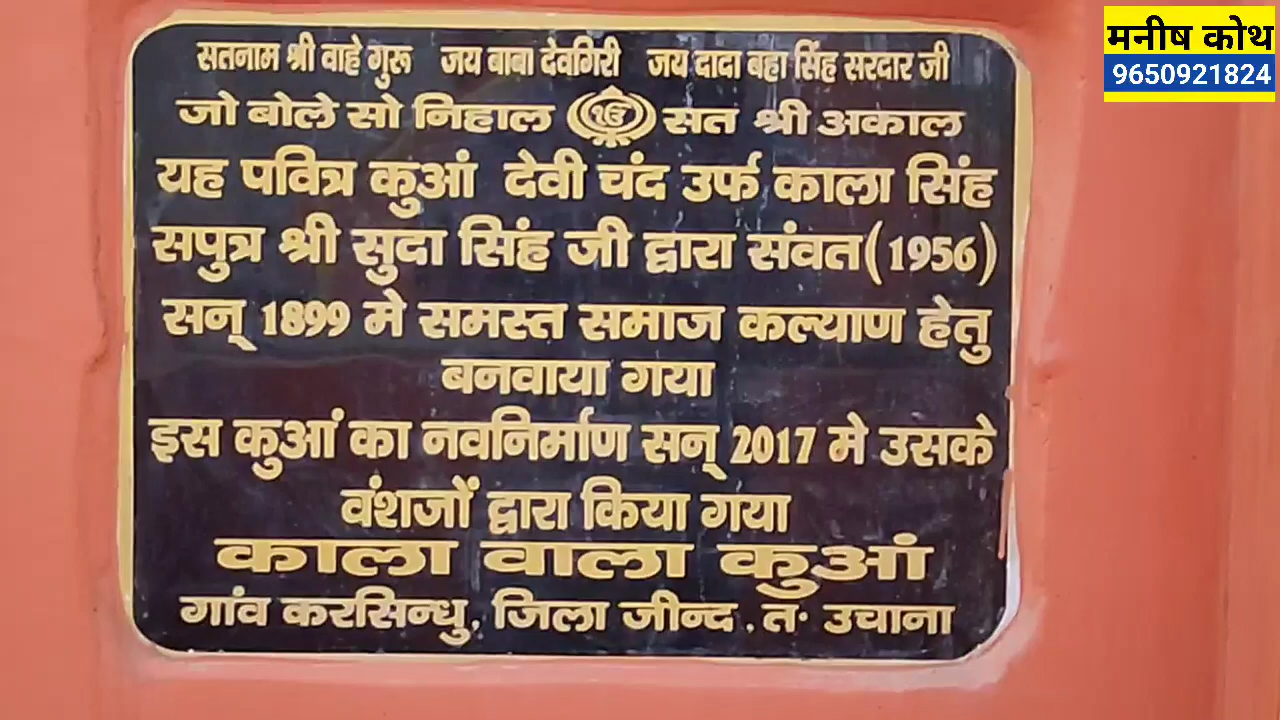 सतनाम श्री वाहे गुरू जय बाबा देवगिरी जय दादा बहा सिंह सरदार जी
जो बोले सो निहाल ੴ सत श्री अकाल
यह पवित्र कुआं देवी चंद उर्फ काला सिंह
सपुत्र श्री सुदा सिंह जी द्वारा संवत(1956)
सन् 1899 मे समस्त समाज कल्याण हेतु
बनवाया गया
इस कुआं का नवनिर्माण सन् 2017 मे उसके
वंशजों द्वारा किया गया
काला वाला कुआं
गांव करसिन्धु, जिला जीन्द . त॰ उचाना
मनीष कोथ
9650921824